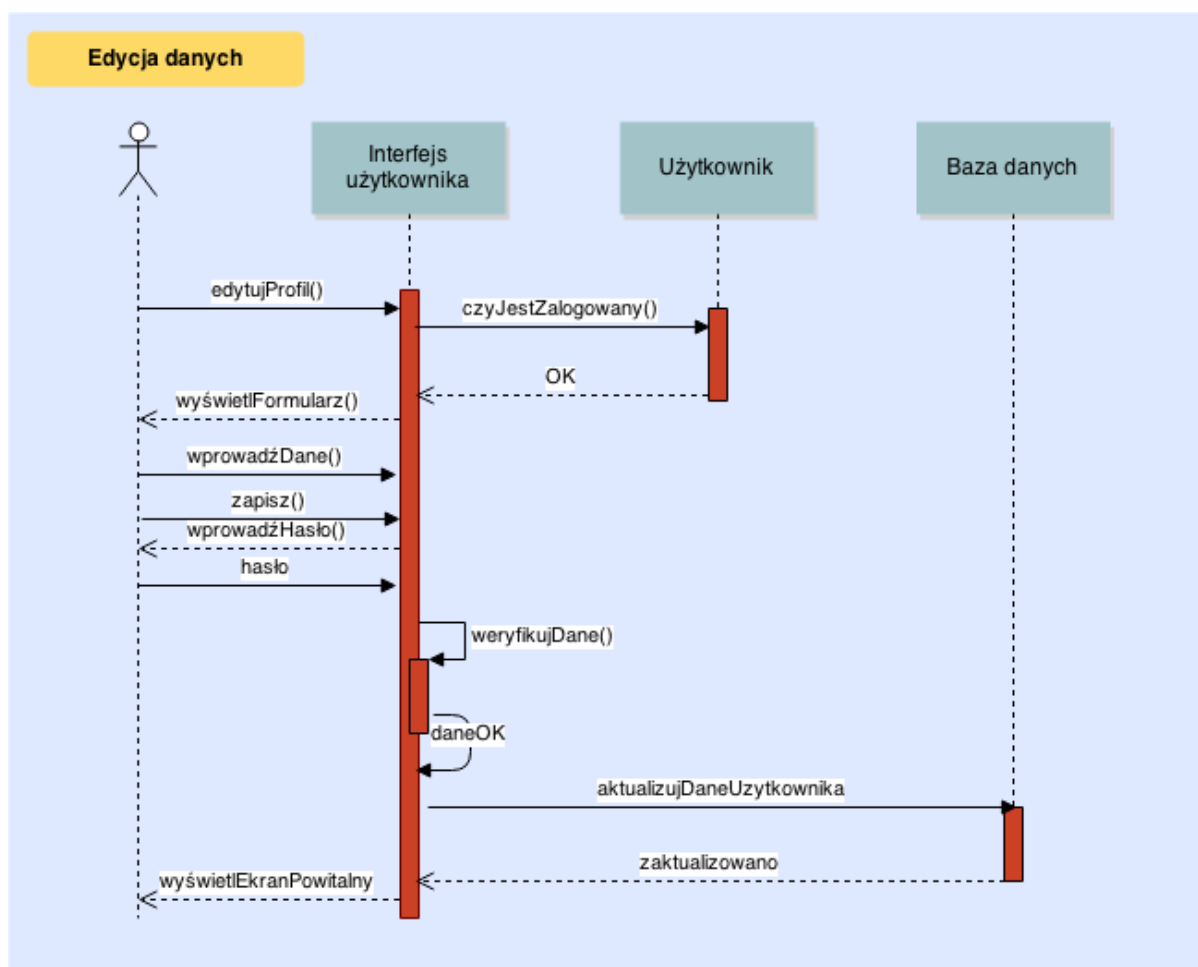 Edycja danych
Interfejs
użytkownika
Użytkownik
Baza danych
edytujProfil()
czyJestZalogowany()
OK
wyświetlFormularz()
wprowadźDane()
zapisz()
wprowadźHasło()
hasło
weryfikujDane()
daneOK
aktualizujDaneUzytkownika
zaktualizowano
wyświetlEkranPowitalny